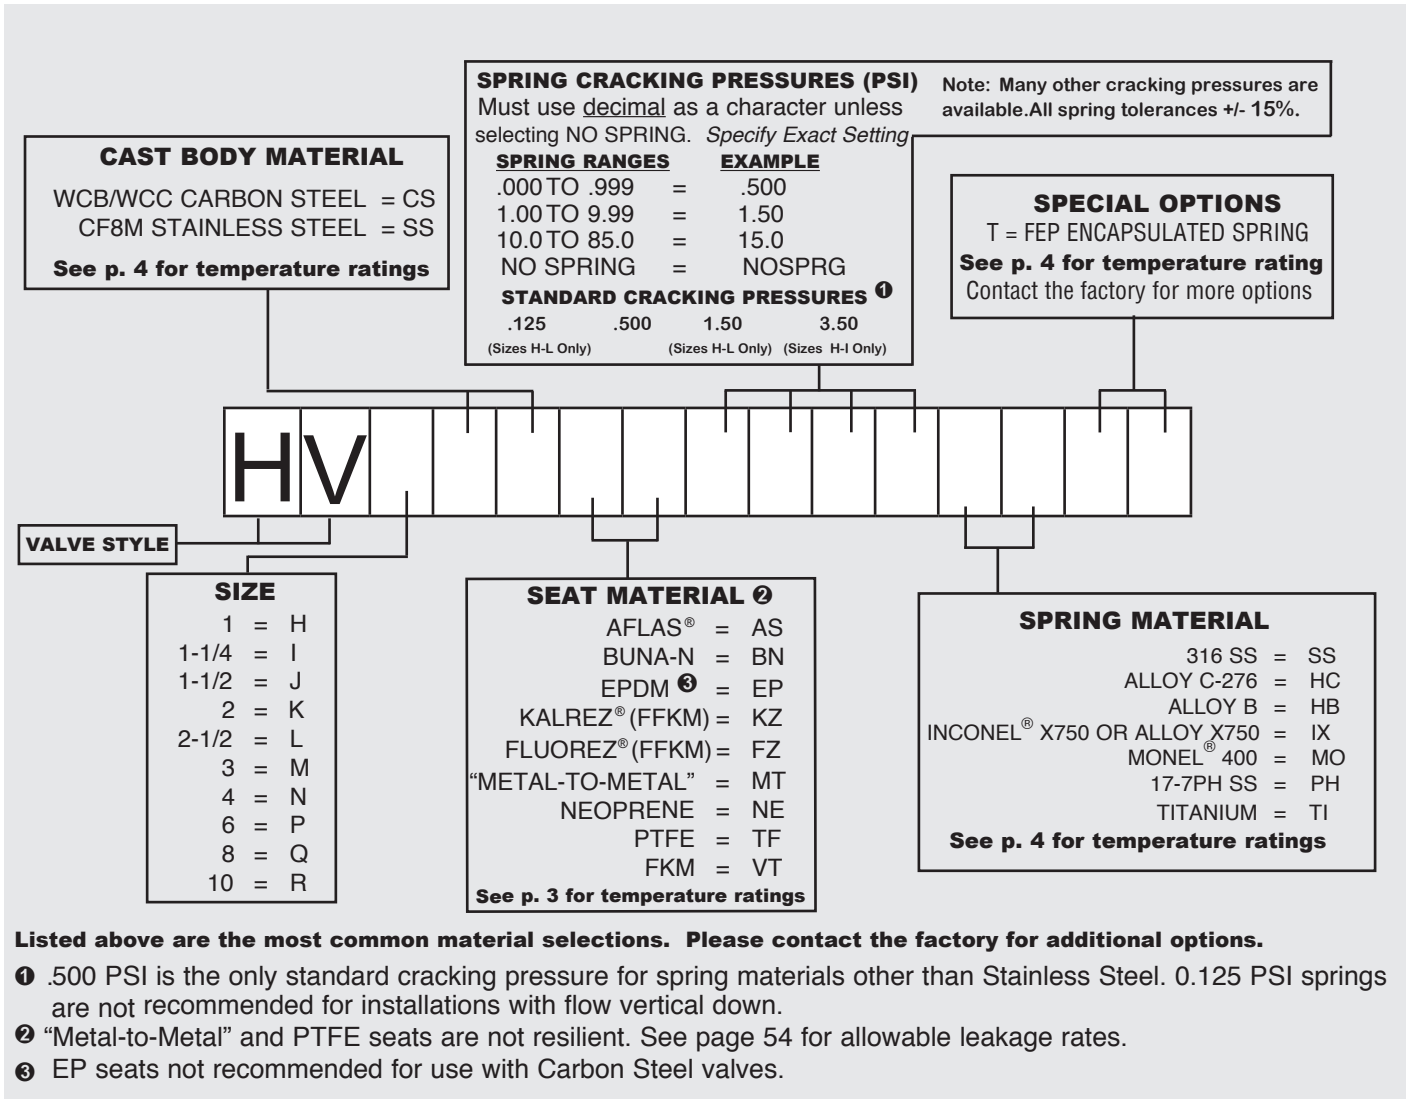 SPRING CRACKING PRESSURES (PSI)
Must use decimal as a character unless
selecting NO SPRING. Specify Exact Setting
SPRING RANGES EXAMPLE
.000 TO .999 = .500
1.00 TO 9.99 = 1.50
10.0 TO 85.0 = 15.0
NO SPRING = NOSPRG
STANDARD CRACKING PRESSURES ❶
.125 .500 1.50 3.50
(Sizes H-L Only) (Sizes H-L Only) (Sizes H-I Only)
Note: Many other cracking pressures are
available.All spring tolerances +/- 15%.
CAST BODY MATERIAL
WCB/WCC CARBON STEEL = CS
CF8M STAINLESS STEEL = SS
See p. 4 for temperature ratings
SPECIAL OPTIONS
T = FEP ENCAPSULATED SPRING
See p. 4 for temperature rating
Contact the factory for more options
HV
VALVE STYLE
SIZE
1 = H
1-1/4 = I
1-1/2 = J
2 = K
2-1/2 = L
3 = M
4 = N
6 = P
8 = Q
10 = R
SEAT MATERIAL ❷
AFLAS® = AS
BUNA-N = BN
EPDM ❸ = EP
KALREZ® (FFKM) = KZ
FLUOREZ® (FFKM) = FZ
“METAL-TO-METAL” = MT
NEOPRENE = NE
PTFE = TF
FKM = VT
See p. 3 for temperature ratings
SPRING MATERIAL
316 SS = SS
ALLOY C-276 = HC
ALLOY B = HB
INCONEL® X750 OR ALLOY X750 = IX
MONEL® 400 = MO
17-7PH SS = PH
TITANIUM = TI
See p. 4 for temperature ratings
Listed above are the most common material selections. Please contact the factory for additional options.
❶ .500 PSI is the only standard cracking pressure for spring materials other than Stainless Steel. 0.125 PSI springs
are not recommended for installations with flow vertical down.
❷ “Metal-to-Metal” and PTFE seats are not resilient. See page 54 for allowable leakage rates.
❸ EP seats not recommended for use with Carbon Steel valves.